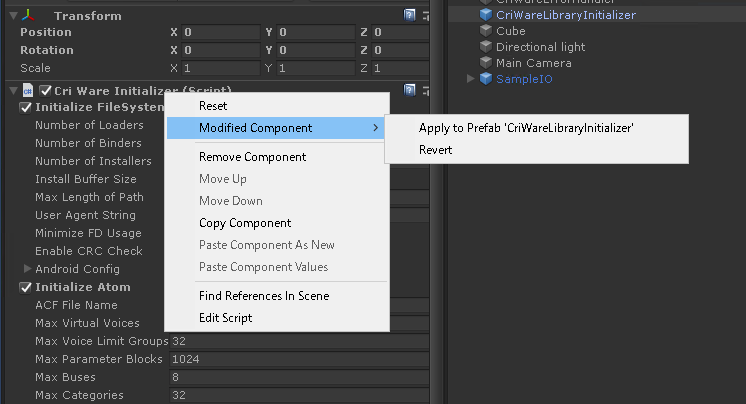 Transform
Position X 0 Y 0 Z 0
Rotation X 0 Y 0 Z 0
Scale X 1 Y 1 Z 1
Cri Ware Initializer (Script)
Initialize FileSystem
Number of Loaders
Number of Binders
Number of Installers
Install Buffer Size
Max Length of Path
User Agent String
Minimize FD Usage
Enable CRC Check
Android Config
Initialize Atom
ACF File Name
Max Virtual Voices
Max Voice Limit Groups 32
Max Parameter Blocks 1024
Max Buses 8
Max Categories 32
Reset
Modified Component
Remove Component
Move Up
Move Down
Copy Component
Paste Component As New
Paste Component Values
Find References In Scene
Edit Script
Apply to Prefab 'CriWareLibraryInitializer'
Revert
CriWareErrorHandler
CriWareLibraryInitializer
Cube
Directional light
Main Camera
SampleIO